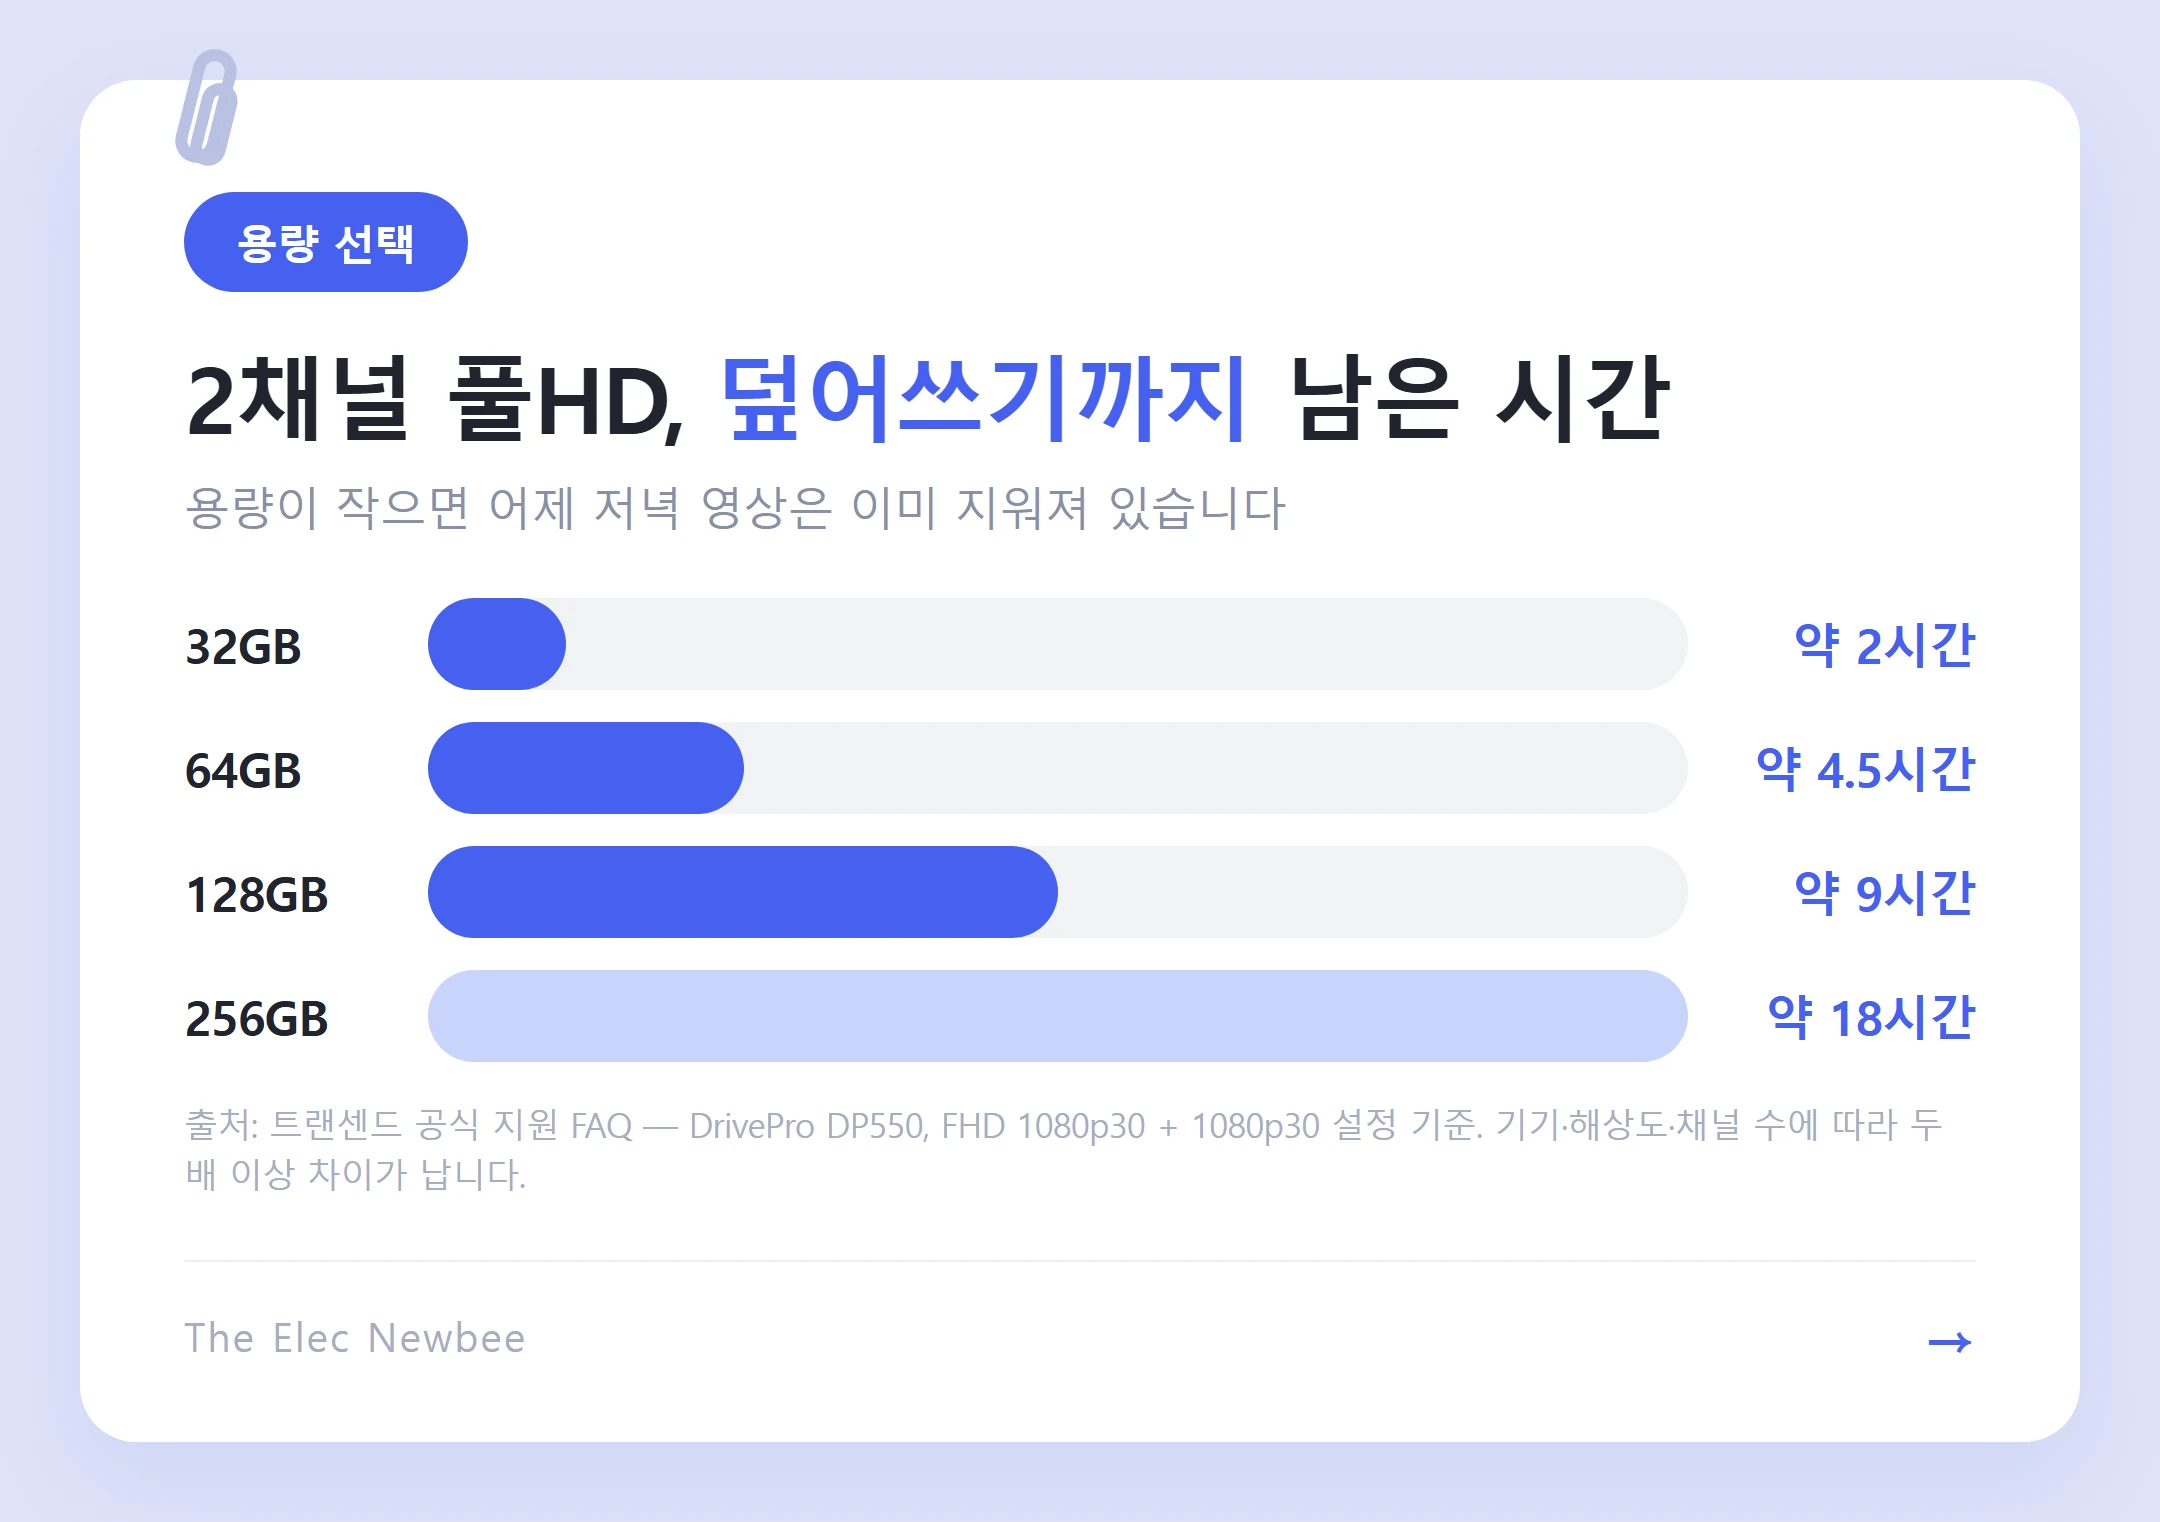 용량 선택
2채널 풀HD, 덮어쓰기까지 남은 시간
용량이 작으면 어제 저녁 영상은 이미 지워져 있습니다
32GB 약 2시간
64GB 약 4.5시간
128GB 약 9시간
256GB 약 18시간
출처: 트랜센드 공식 지원 FAQ — DrivePro DP550, FHD 1080p30 + 1080p30 설정 기준. 기기·해상도·채널 수에 따라 두
배 이상 차이가 납니다.
The Elec Newbee →